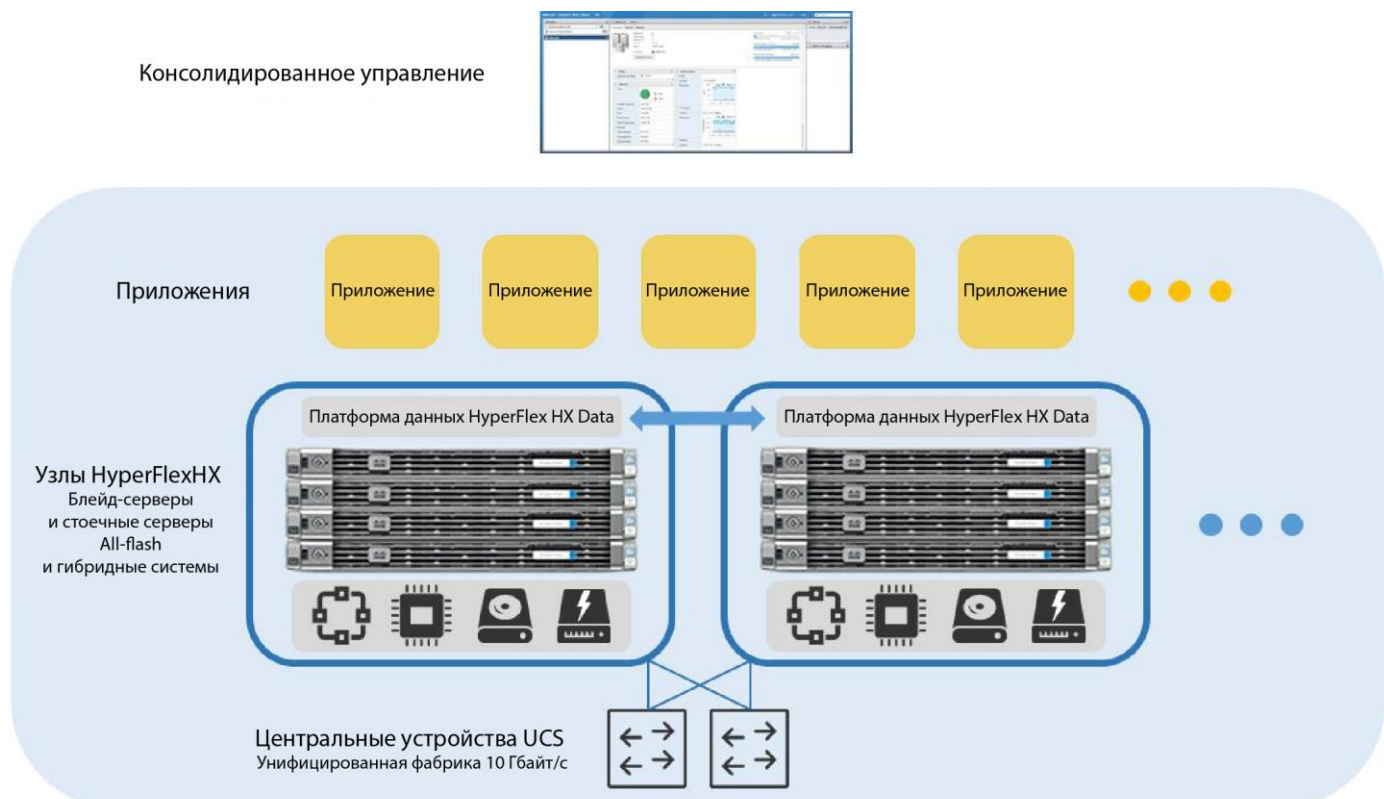 Консолидированное управление
Приложения
Приложение
Приложение
Приложение
Приложение
Приложение
Платформа данных HyperFlex HX Data
Платформа данных HyperFlex HX Data
Узлы HyperFlexHX
Блейд-серверы
и стоечные серверы
All-flash
и гибридные системы
Центральные устройства UCS
Унифицированная фабрика 10 Гбайт/с